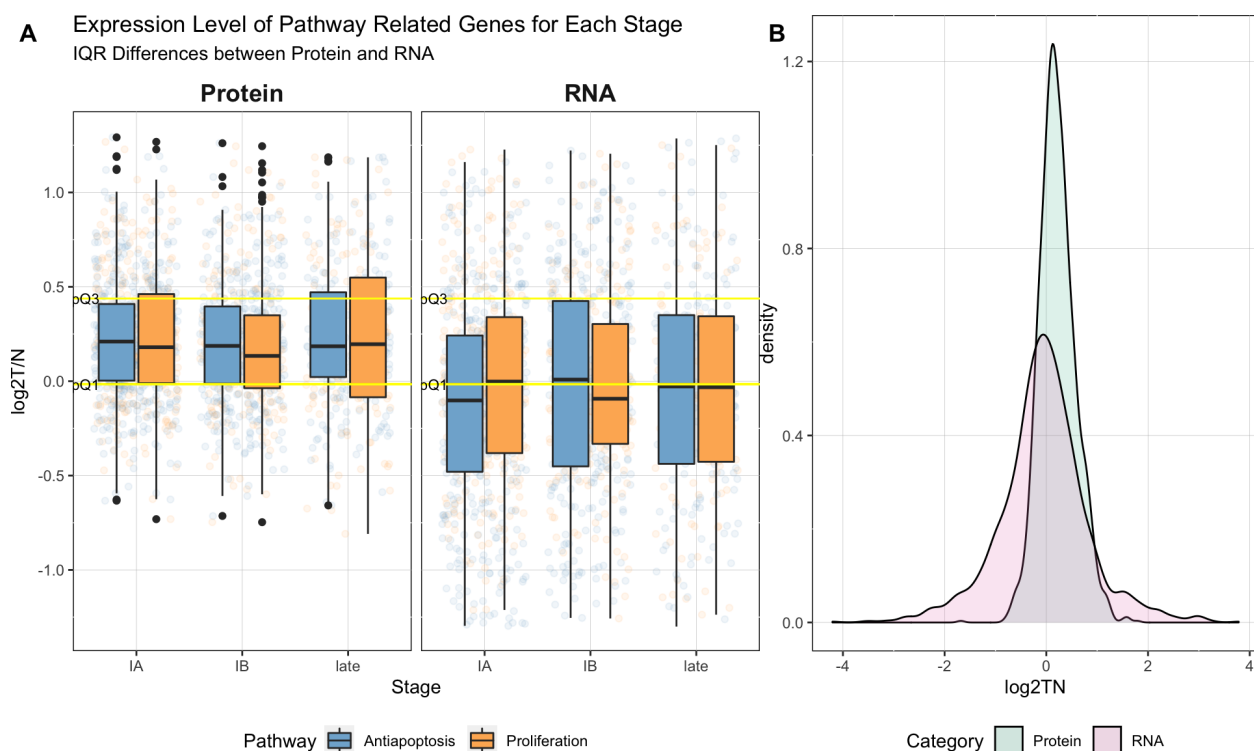 A
Expression Level of Pathway Related Genes for Each Stage
IQR Differences between Protein and RNA
Protein
RNA
log2T/N
1.0
0.5
0.0
-0.5
-1.0
pQ3
pQ1
pQ3
pQ1
IA
IB
late
IA
IB
late
Stage
Pathway
Antiapoptosis
Proliferation
B
density
1.2
0.8
0.4
0.0
-4
-2
0
2
4
log2TN
Category
Protein
RNA